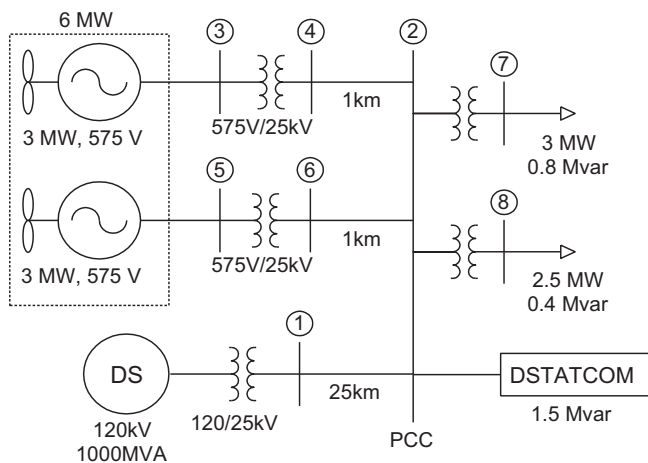 6 MW
3
4
2
7
3 MW, 575 V
575V/25kV
1km
3 MW
0.8 Mvar
5
6
8
3 MW, 575 V
575V/25kV
1km
2.5 MW
0.4 Mvar
1
DS
120kV
1000MVA
120/25kV
25km
PCC
DSTATCOM
1.5 Mvar